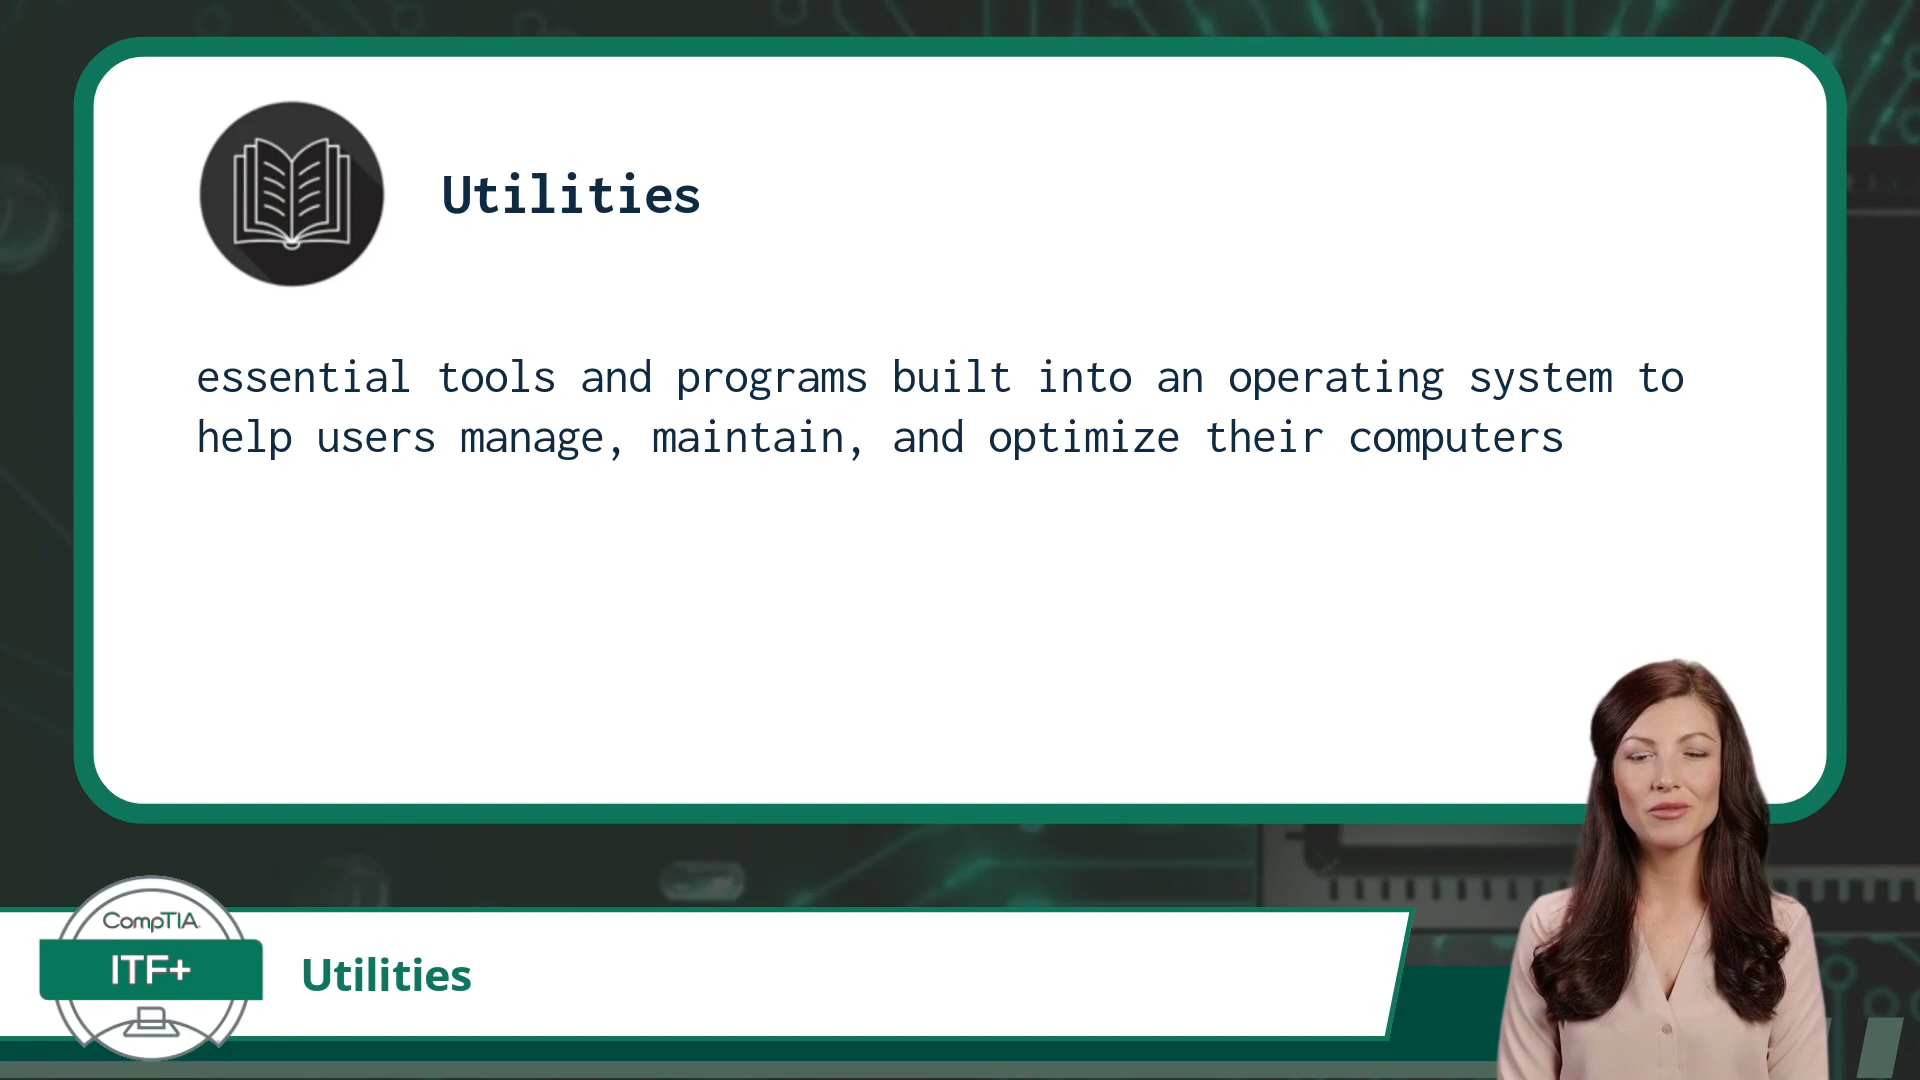 Utilities
essential tools and programs built into an operating system to
help users manage, maintain, and optimize their computers
CompTIA
ITF+
Utilities